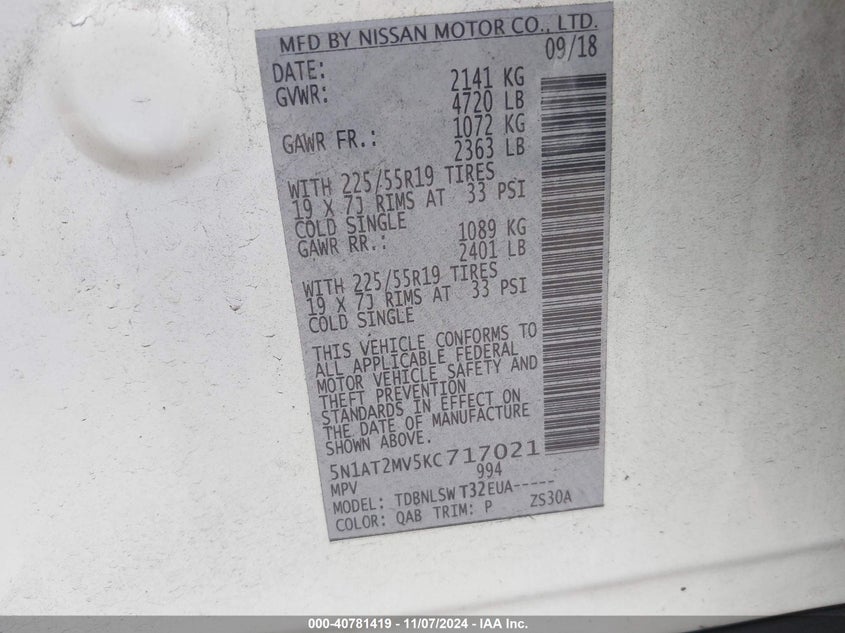 MFD BY NISSAN MOTOR CO., LTD.
DATE: 09/18
GVWR: 2141 KG
4720 LB
GAWR FR.: 1072 KG
2363 LB
WITH 225/55R19 TIRES
19 X 7J RIMS AT 33 PSI
COLD SINGLE
GAWR RR.: 1089 KG
2401 LB
WITH 225/55R19 TIRES
19 X 7J RIMS AT 33 PSI
COLD SINGLE
THIS VEHICLE CONFORMS TO
ALL APPLICABLE FEDERAL
MOTOR VEHICLE SAFETY AND
THEFT PREVENTION
STANDARDS IN EFFECT ON
THE DATE OF MANUFACTURE
SHOWN ABOVE.
5N1AT2MV5KC717021
MPV 994
MODEL: TDBNLSWT32EUA-----
COLOR: QAB TRIM: P ZS30A
000-40781419 - 11/07/2024 - IAA Inc.